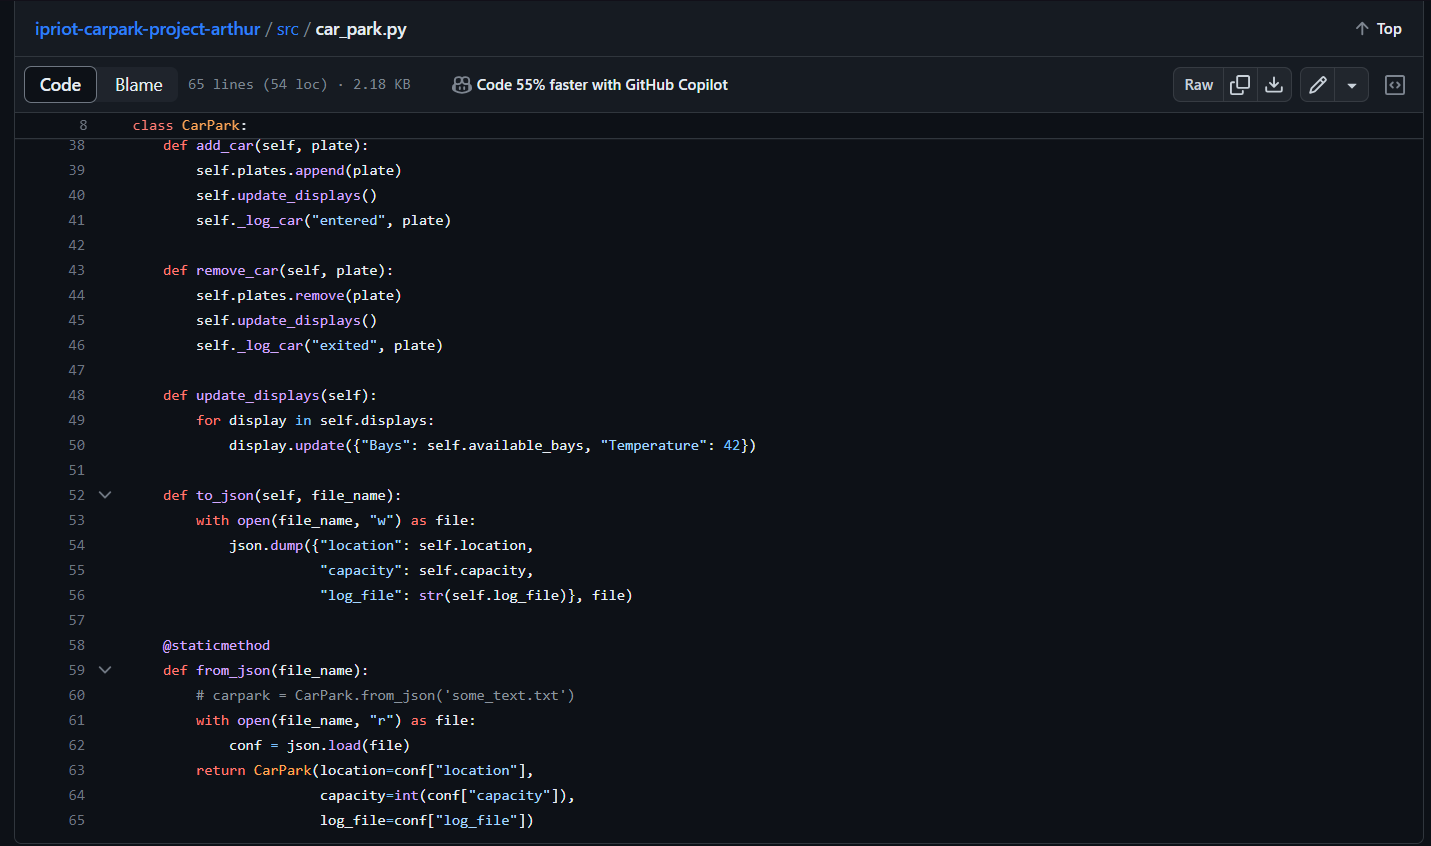 ipriot-carpark-project-arthur / src / car_park.py
Top
Code Blame 65 lines (54 loc) · 2.18 KB Code 55% faster with GitHub Copilot Raw
8 class CarPark:
38     def add_car(self, plate):
39         self.plates.append(plate)
40         self.update_displays()
41         self._log_car("entered", plate)
42
43     def remove_car(self, plate):
44         self.plates.remove(plate)
45         self.update_displays()
46         self._log_car("exited", plate)
47
48     def update_displays(self):
49         for display in self.displays:
50             display.update({"Bays": self.available_bays, "Temperature": 42})
51
52     def to_json(self, file_name):
53         with open(file_name, "w") as file:
54             json.dump({"location": self.location,
55                        "capacity": self.capacity,
56                        "log_file": str(self.log_file)}, file)
57
58     @staticmethod
59     def from_json(file_name):
60         # carpark = CarPark.from_json('some_text.txt')
61         with open(file_name, "r") as file:
62             conf = json.load(file)
63         return CarPark(location=conf["location"],
64                        capacity=int(conf["capacity"]),
65                        log_file=conf["log_file"])